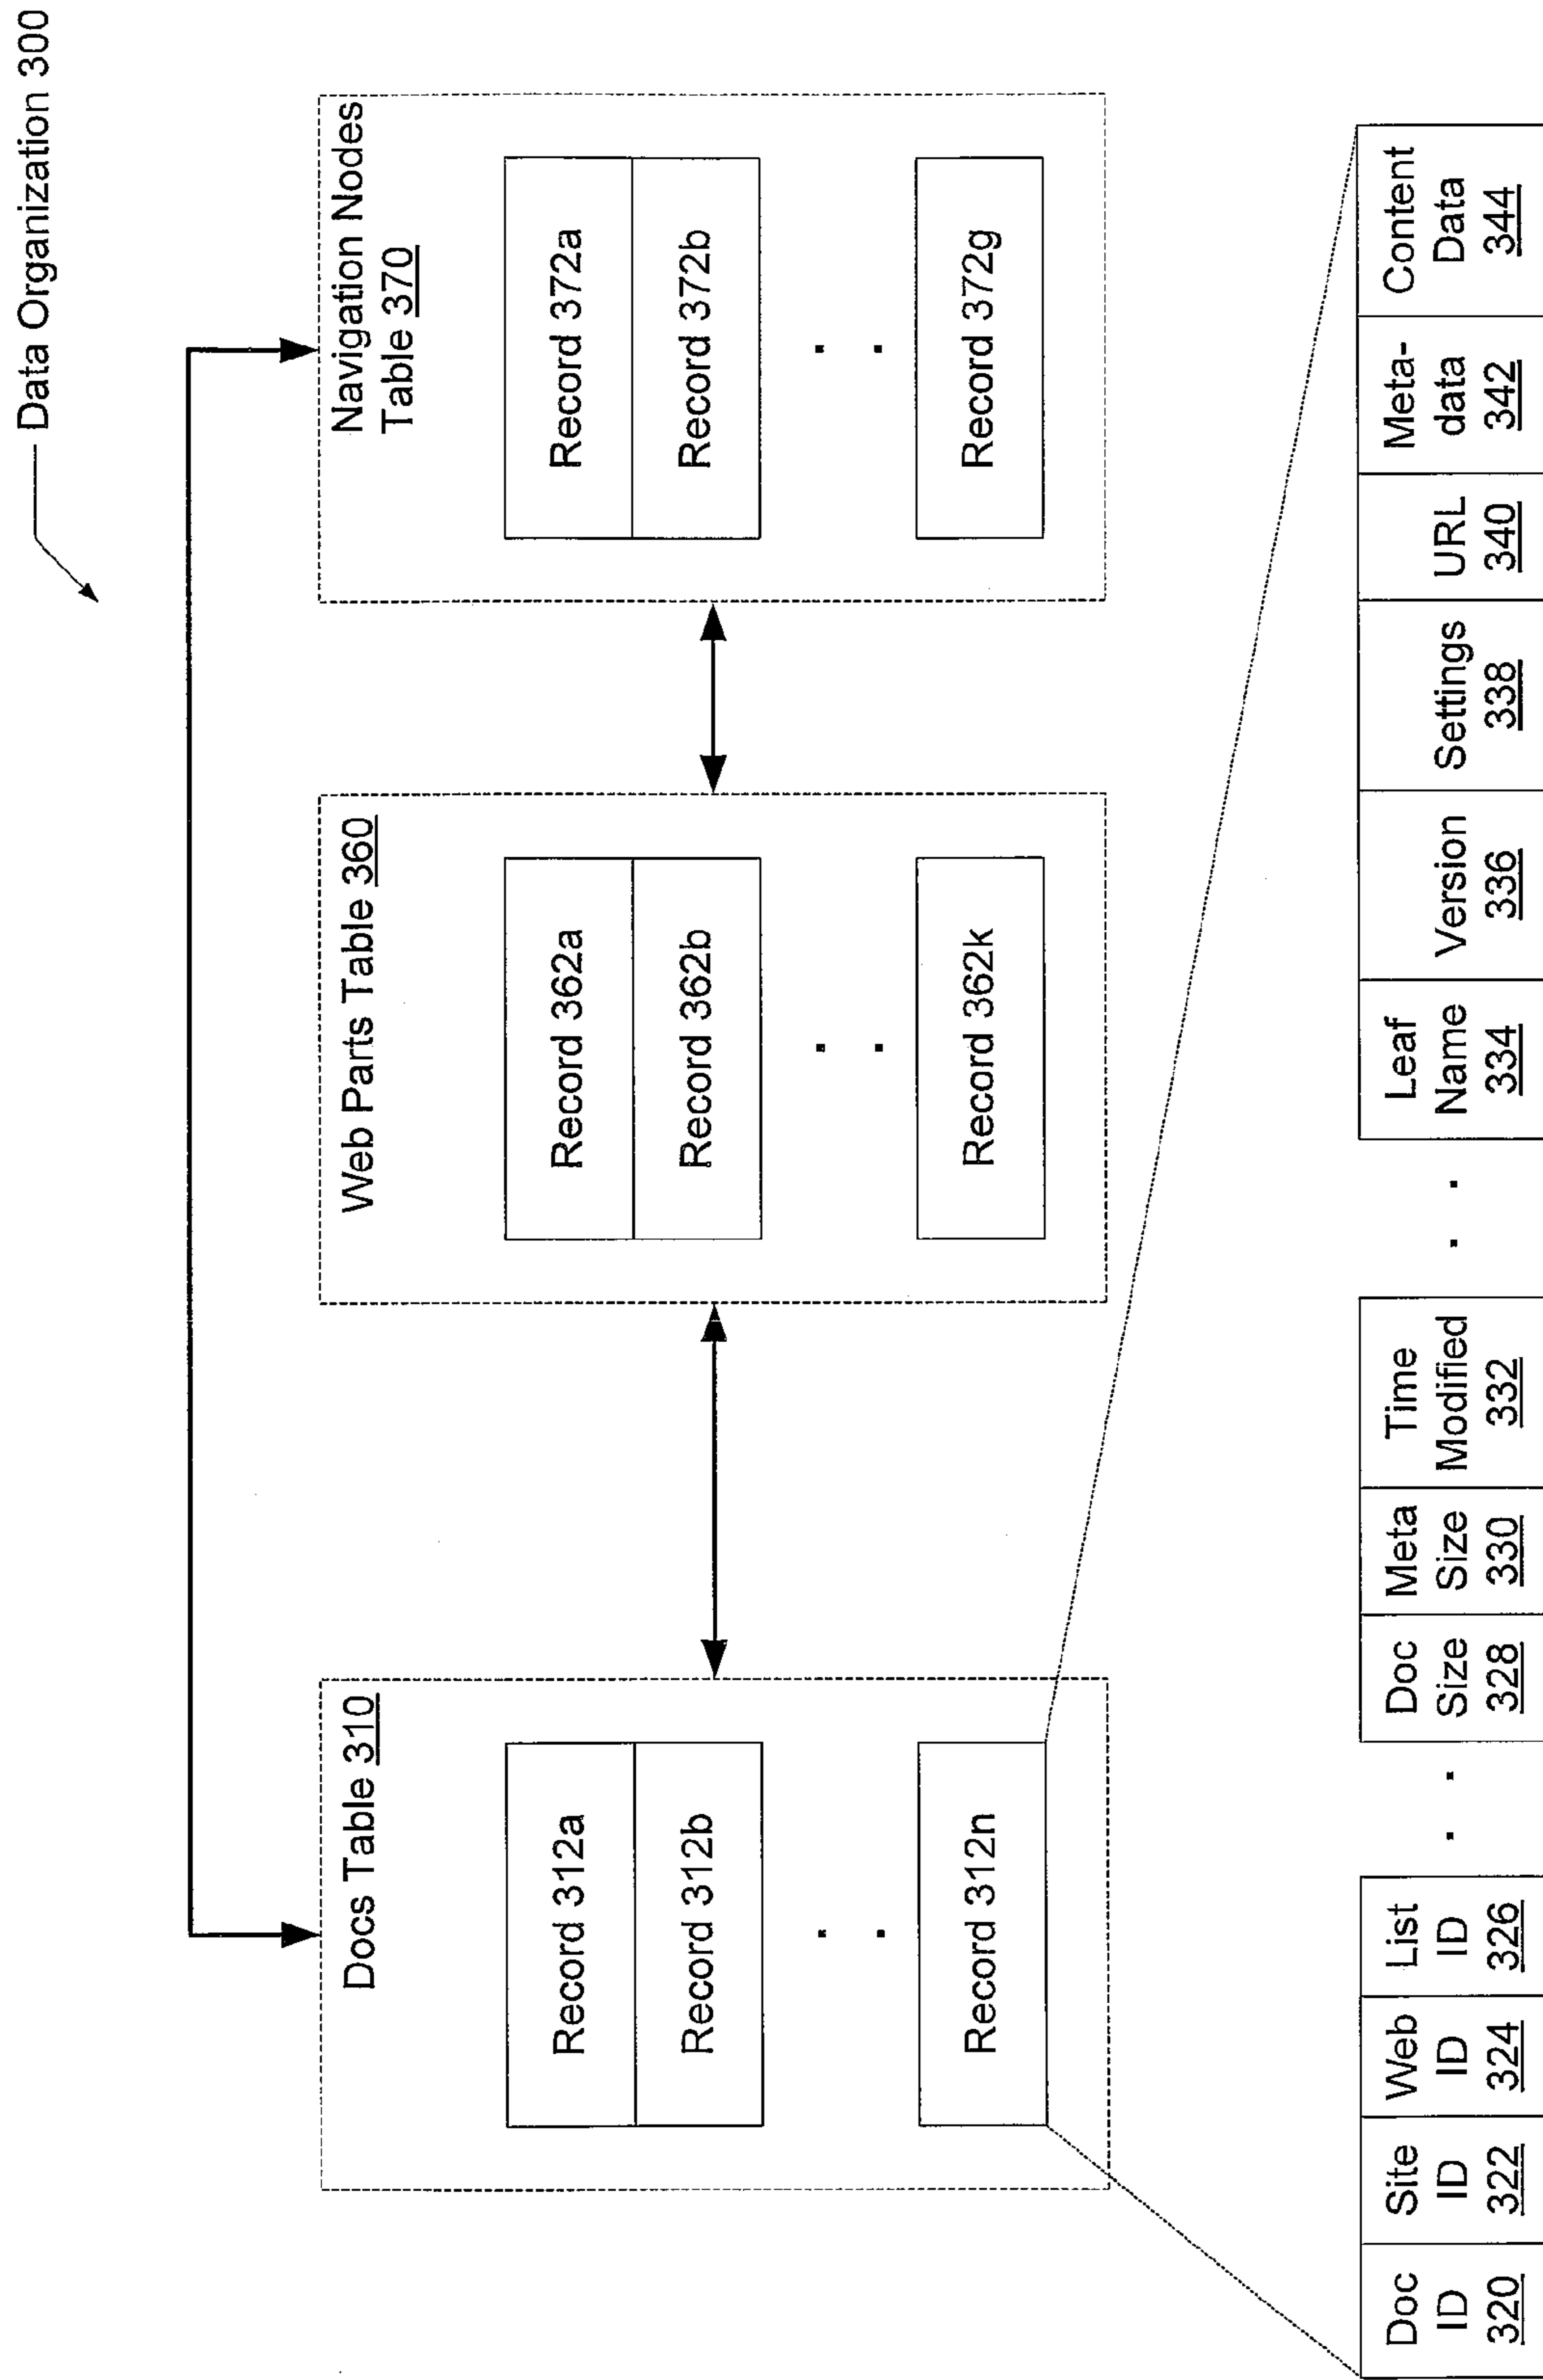 Data Organization 300
Docs Table 310
Record 312a
Record 312b
Record 312n
Web Parts Table 360
Record 362a
Record 362b
Record 362k
Navigation Nodes
Table 370
Record 372a
Record 372b
Record 372g
Doc
ID
320
Site
ID
322
Web
ID
324
List
ID
326
Doc
Size
328
Meta
Size
330
Time
Modified
332
Leaf
Name
334
Version
336
Settings
338
URL
340
Meta-
data
342
Content
Data
344